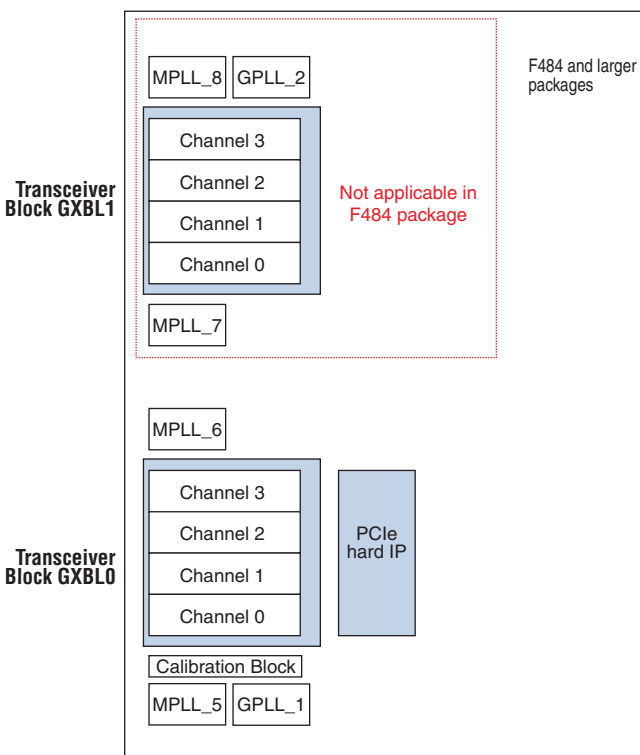 F484 and larger
packages
MPLL_8 GPLL_2
Transceiver
Block GXBL1
Channel 3
Channel 2
Channel 1
Channel 0
Not applicable in
F484 package
MPLL_7
MPLL_6
Transceiver
Block GXBL0
Channel 3
Channel 2
Channel 1
Channel 0
PCIe
hard IP
Calibration Block
MPLL_5 GPLL_1